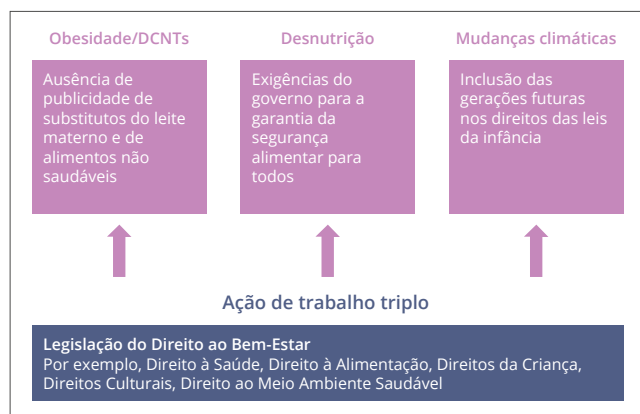 Obesidade/DCNTs
Ausência de
publicidade de
substitutos do leite
materno e de
alimentos não
saudáveis
Desnutrição
Exigências do
governo para a
garantia da
segurança
alimentar para
todos
Mudanças climáticas
Inclusão das
gerações futuras
nos direitos das leis
da infância
Ação de trabalho triplo
Legislação do Direito ao Bem-Estar
Por exemplo, Direito à Saúde, Direito à Alimentação, Direitos da Criança,
Direitos Culturais, Direito ao Meio Ambiente Saudável